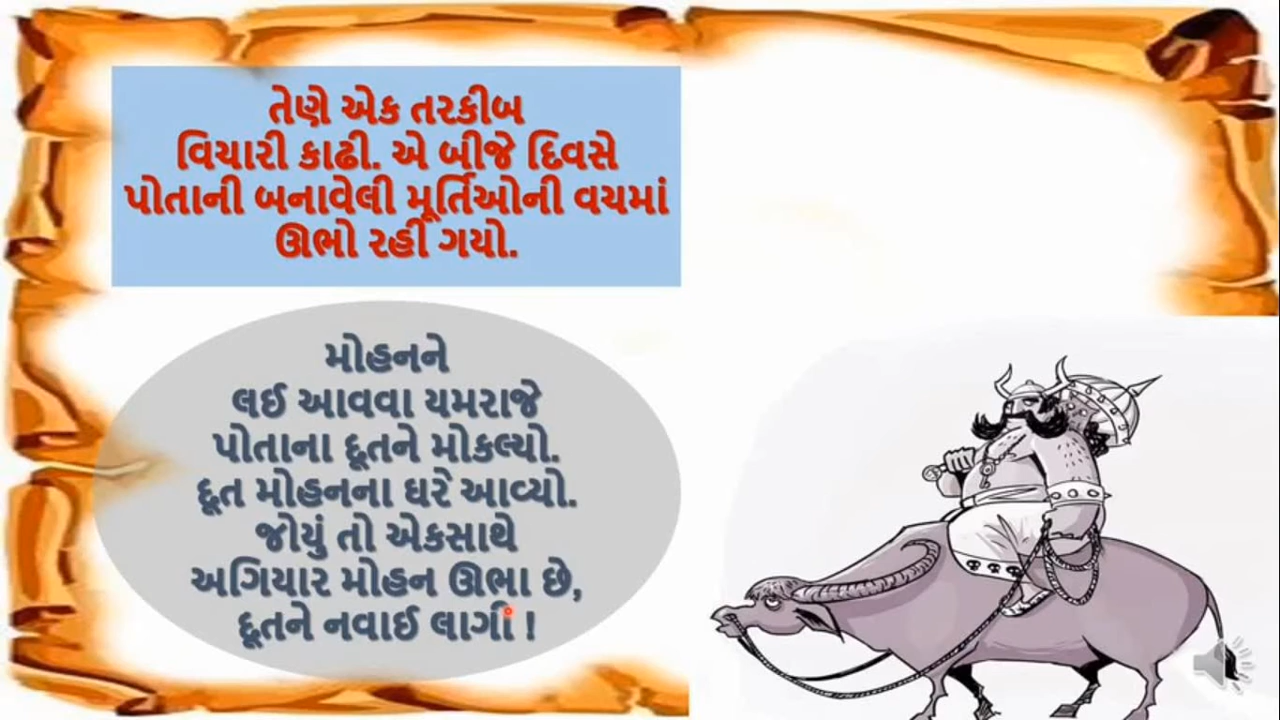 તેણે એક તરકીબ
વિચારી કાઢી. એ બીજે દિવસે
પોતાની બનાવેલી મૂર્તિઓની વચમાં
ઊભો રહી ગયો.
મોહનને
લઈ આવવા યમરાજે
પોતાના દૂતને મોકલ્યો.
દૂત મોહનના ઘરે આવ્યો.
જોયું તો એકસાથે
અગિયાર મોહન ઊભા છે,
દૂતને નવાઈ લાગી !